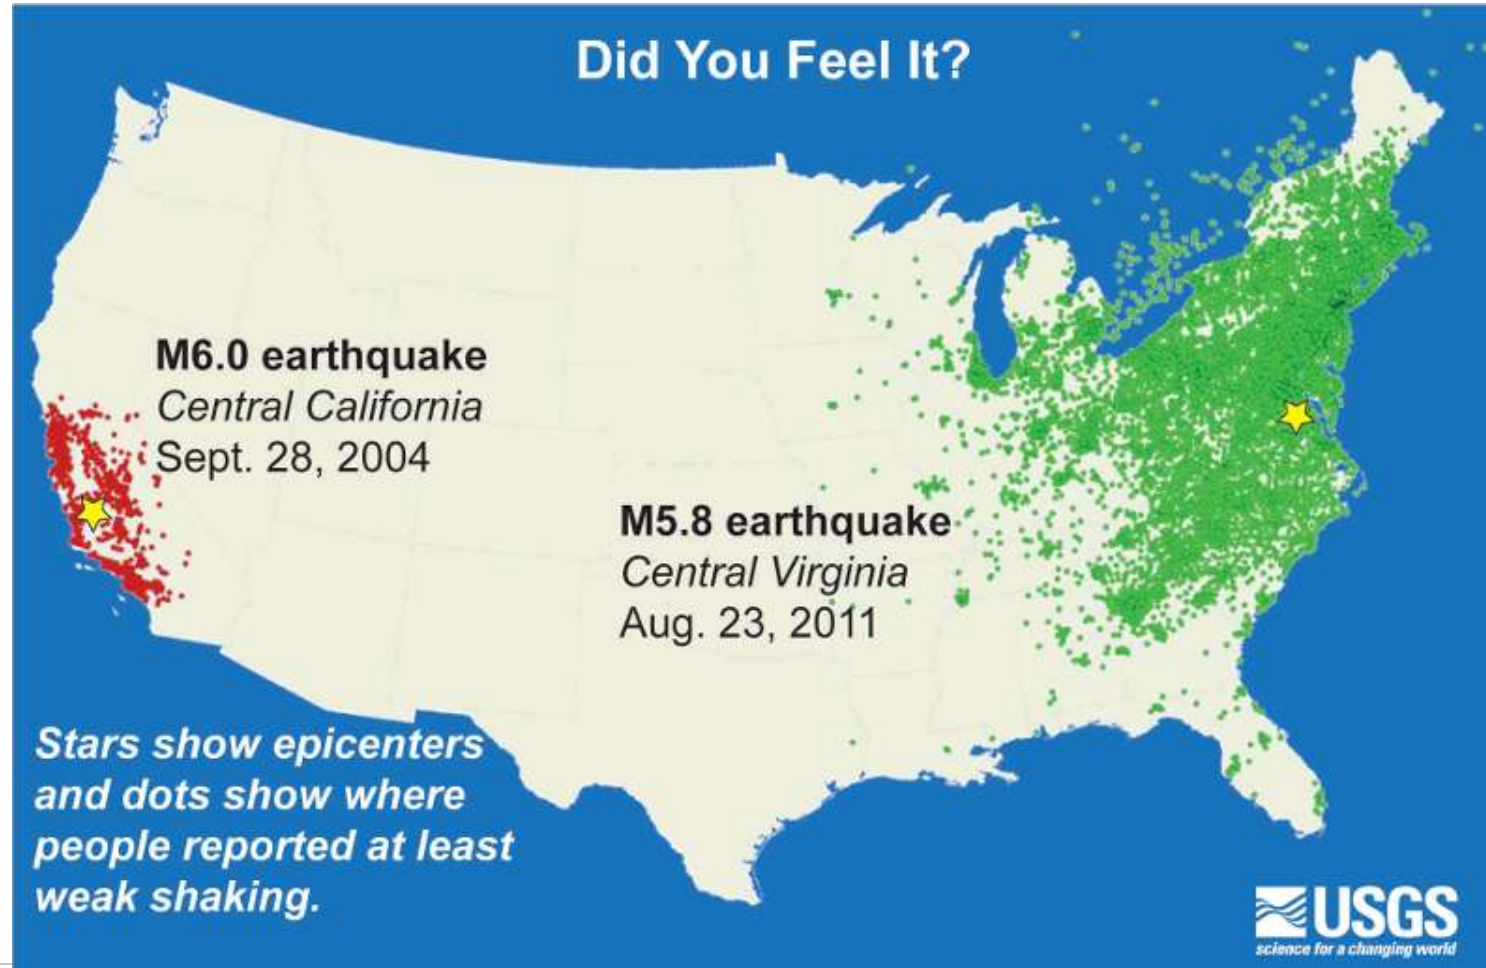 Did You Feel It?
M6.0 earthquake
Central California
Sept. 28, 2004
M5.8 earthquake
Central Virginia
Aug. 23, 2011
Stars show epicenters
and dots show where
people reported at least
weak shaking.
USGS
science for a changing world